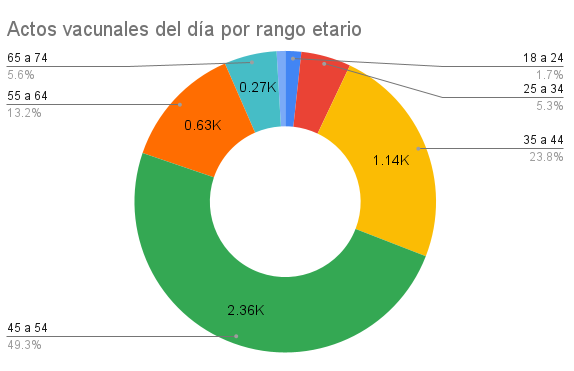 Actos vacunales del día por rango etario
65 a 74
5.6%
55 a 64
13.2%
45 a 54
49.3%
18 a 24
1.7%
25 a 34
5.3%
35 a 44
23.8%
0.27K
0.63K
1.14K
2.36K